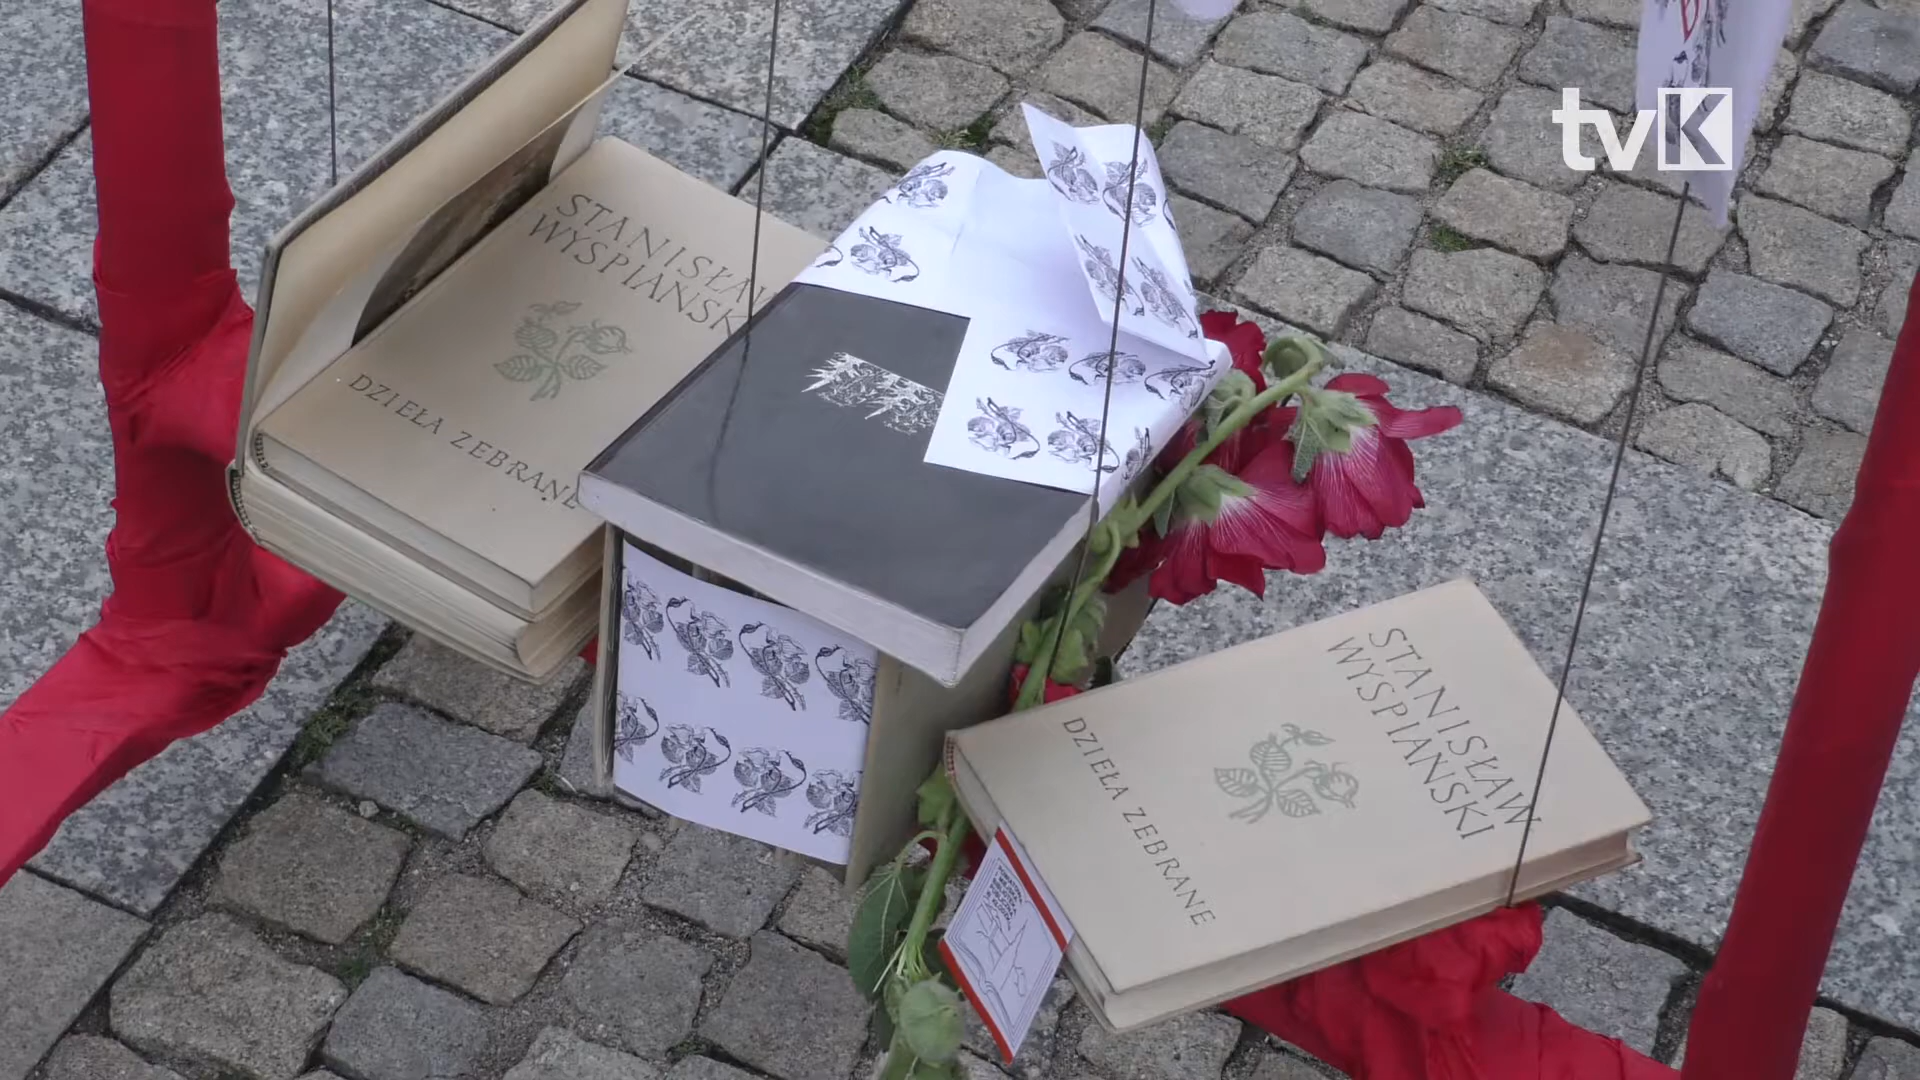 tvK
STANISŁAW
WYSPIAŃSKI
DZIEŁA ZEBRANE
STANISŁAW
WYSPIAŃSKI
DZIEŁA ZEBRANE